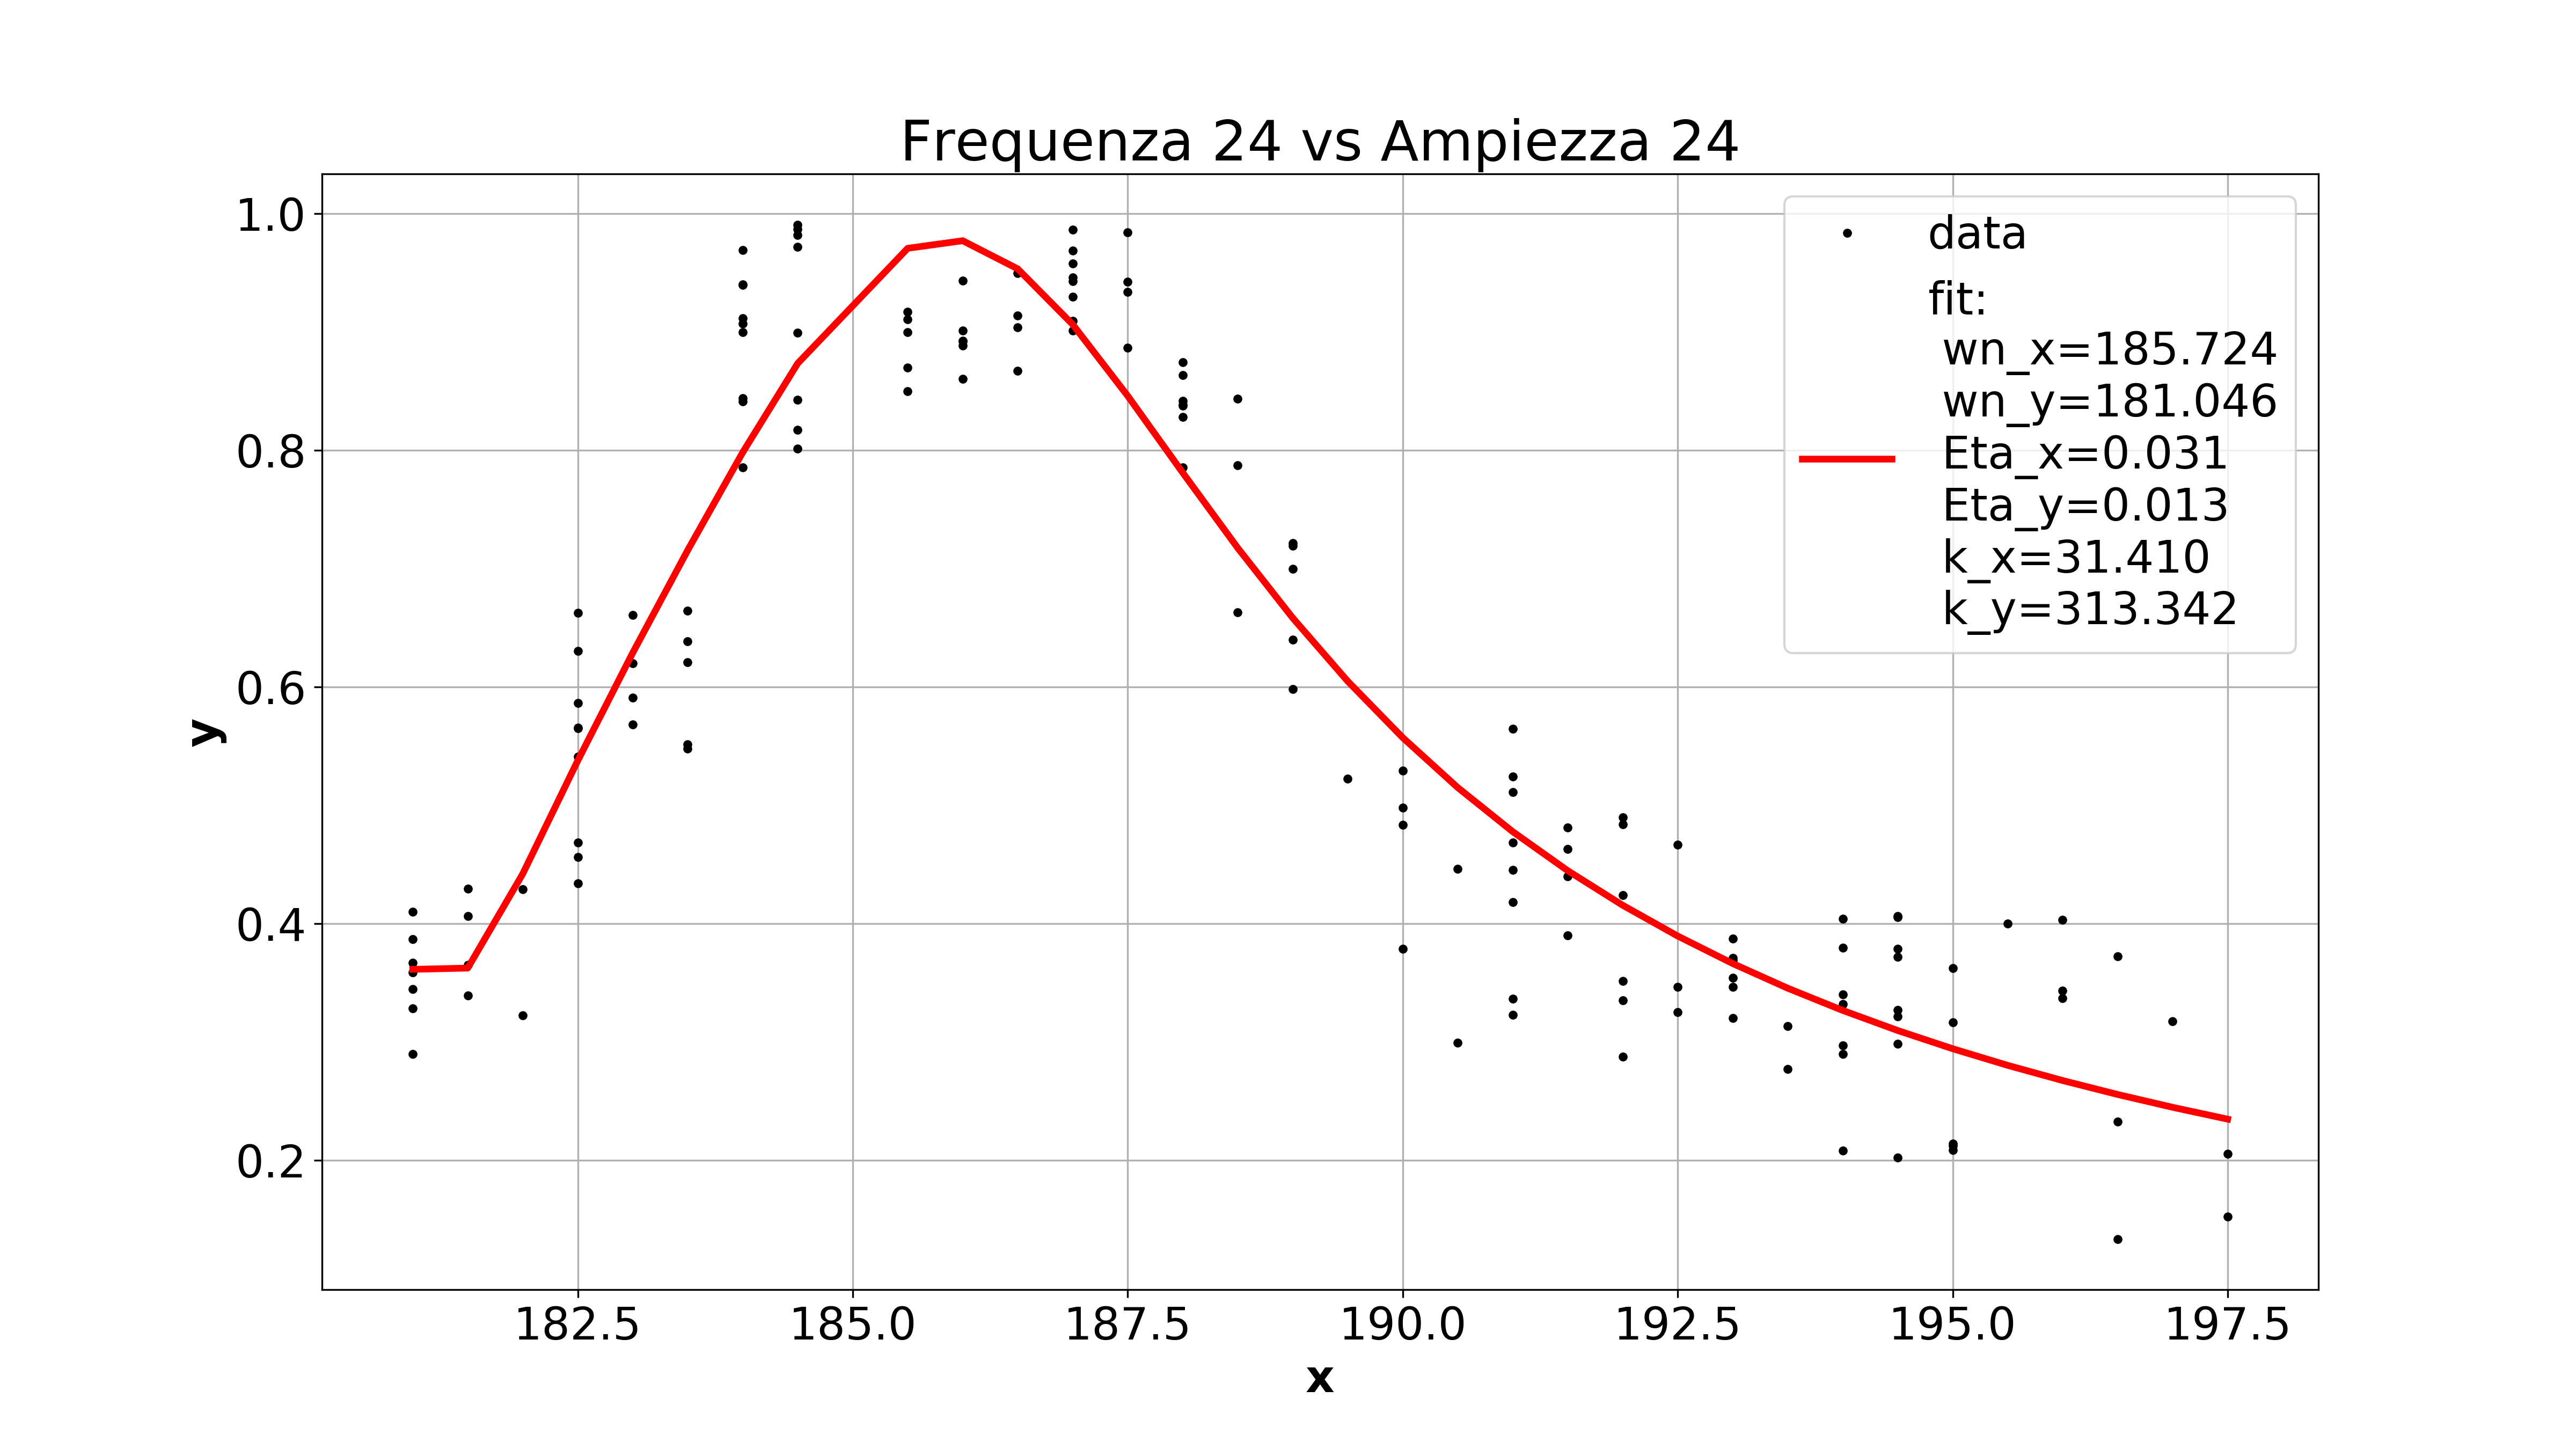 Frequenza 24 vs Ampiezza 24
1.0
0.8
0.6
0.4
0.2
y
182.5 185.0 187.5 190.0 192.5 195.0 197.5
x
data
fit:
wn_x=185.724
wn_y=181.046
Eta_x=0.031
Eta_y=0.013
k_x=31.410
k_y=313.342